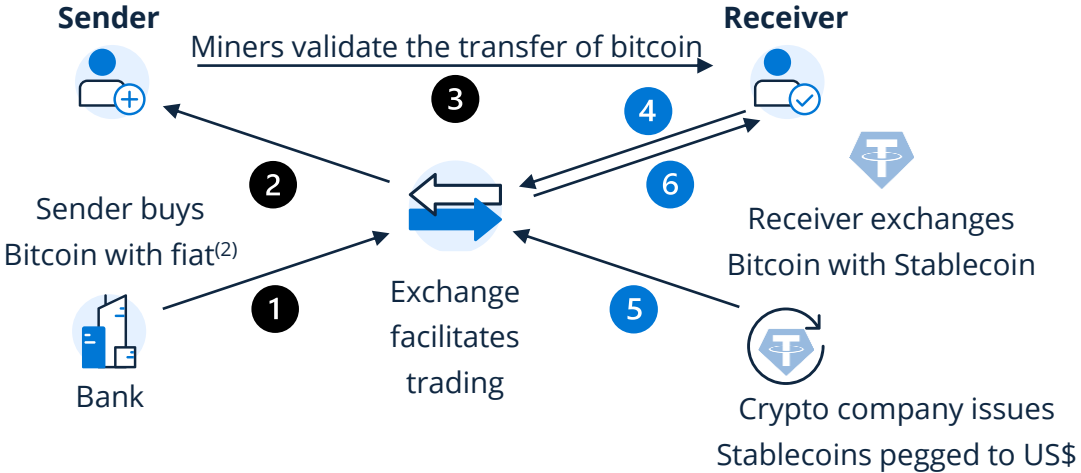 Sender
Receiver
Miners validate the transfer of bitcoin
3
4
2
6
Sender buys
Bitcoin with fiat(2)
Receiver exchanges
Bitcoin with Stablecoin
1
Exchange
facilitates
trading
5
Bank
Crypto company issues
Stablecoins pegged to US$